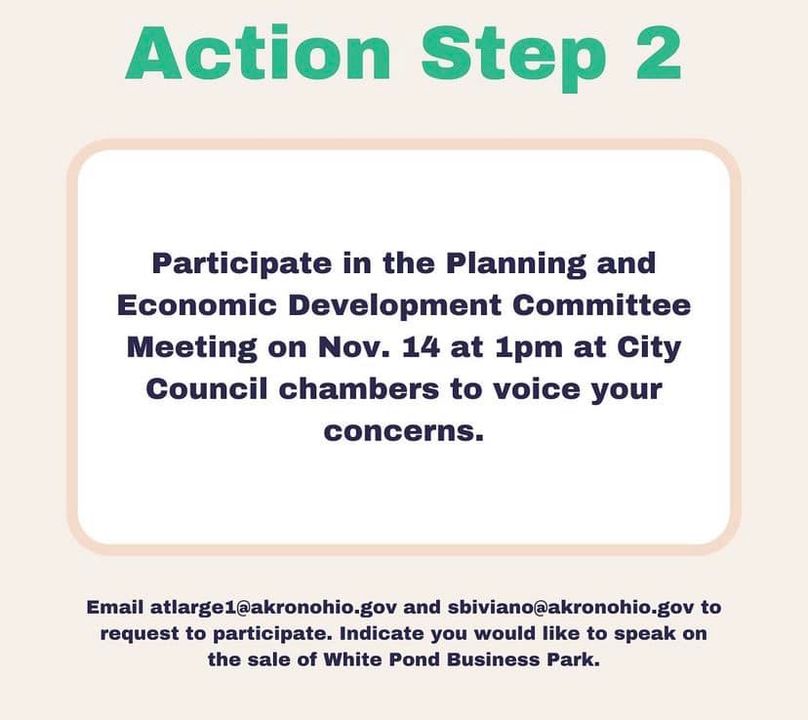 Action Step 2
Participate in the Planning and
Economic Development Committee
Meeting on Nov. 14 at 1pm at City
Council chambers to voice your
concerns.
Email atlarge1@akronohio.gov and sbiviano@akronohio.gov to
request to participate. Indicate you would like to speak on
the sale of White Pond Business Park.